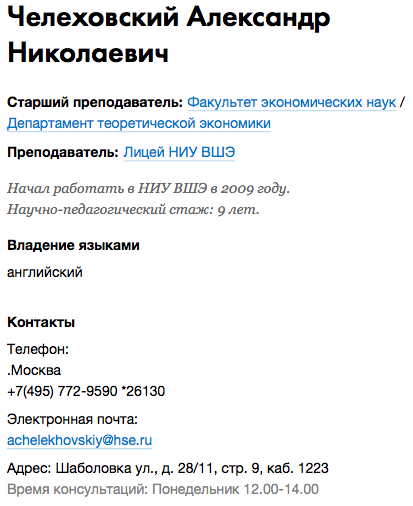 Челеховский Александр
Николаевич
Старший преподаватель: Факультет экономических наук /
Департамент теоретической экономики
Преподаватель: Лицей НИУ ВШЭ
Начал работать в НИУ ВШЭ в 2009 году.
Научно-педагогический стаж: 9 лет.
Владение языками
английский
Контакты
Телефон:
.Москва
+7(495) 772-9590 *26130
Электронная почта:
achelekhovskiy@hse.ru
Адрес: Шаболовка ул., д. 28/11, стр. 9, каб. 1223
Время консультаций: Понедельник 12.00-14.00